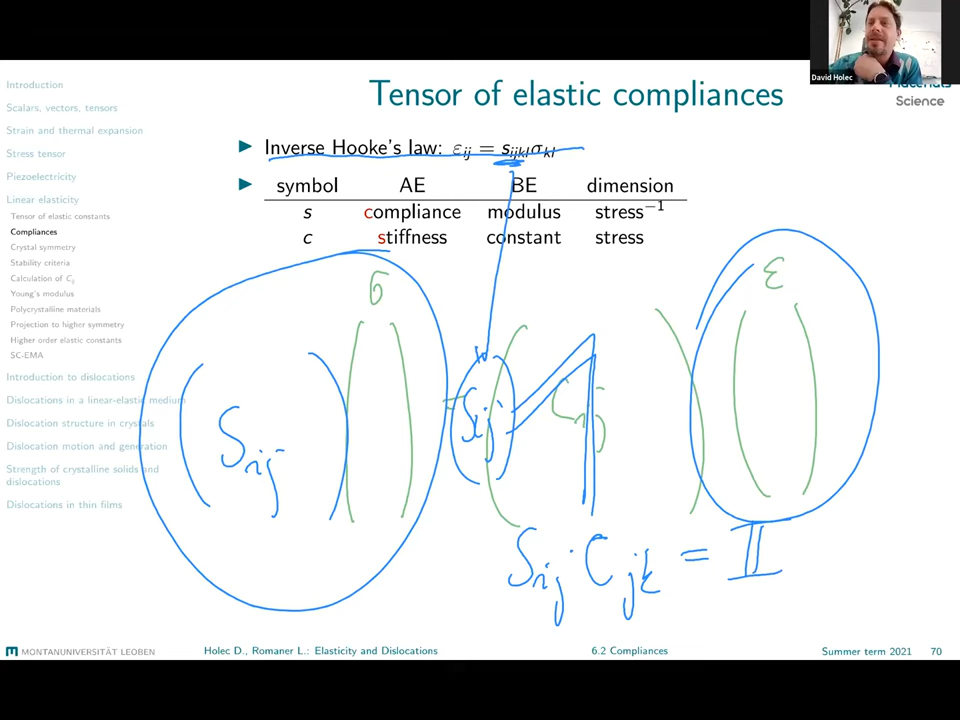 David Holec
Materials
Science
Introduction
Scalars, vectors, tensors
Strain and thermal expansion
Stress tensor
Piezoelectricity
Linear elasticity
Tensor of elastic constants
Compliances
Crystal symmetry
Stability criteria
Calculation of Cij
Young's modulus
Polycrystalline materials
Projection to higher symmetry
Higher order elastic constants
SC-EMA
Introduction to dislocations
Dislocations in a linear-elastic medium
Dislocation structure in crystals
Dislocation motion and generation
Strength of crystalline solids and
dislocations
Dislocations in thin films
Tensor of elastic compliances
Inverse Hooke's law: εij = sijklσkl
symbol AE BE dimension
s compliance modulus stress−1
c stiffness constant stress
σ ε
Sij = Sij Cij
Sij Cjk = II
MONTANUNIVERSITÄT LEOBEN Holec D., Romaner L.: Elasticity and Dislocations 6.2 Compliances Summer term 2021 70